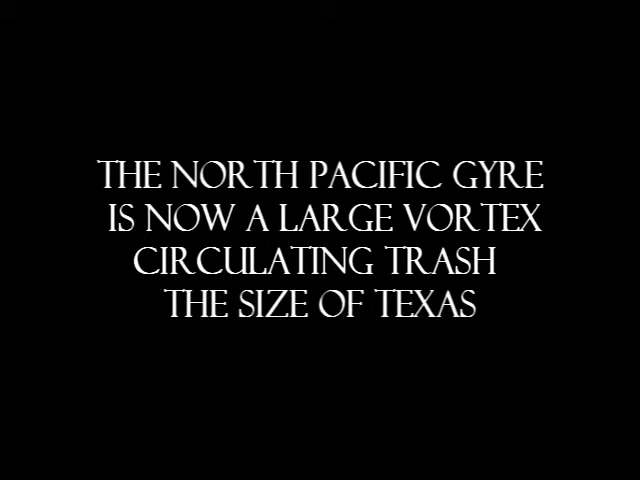 THE NORTH PACIFIC GYRE
IS NOW A LARGE VORTEX
CIRCULATING TRASH
THE SIZE OF TEXAS